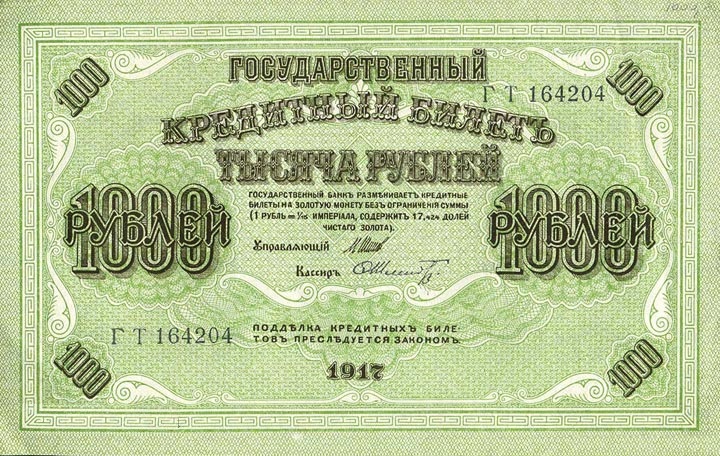 1000
1000
1000 р
ГОСУДАРСТВЕННЫЙ
ГТ 164204
КРЕДИТНЫЙ БИЛЕТЪ
ТЫСЯЧА РУБЛЕЙ
ГОСУДАРСТВЕННЫЙ БАНКЪ РАЗМѢНИВАЕТЪ КРЕДИТНЫЕ
БИЛЕТЫ НА ЗОЛОТУЮ МОНЕТУ БЕЗЪ ОГРАНИЧЕНІЯ СУММЫ
(1 РУБЛЬ = 1/15 ИМПЕРІАЛА, СОДЕРЖИТЪ 17,424 ДОЛЕЙ
ЧИСТАГО ЗОЛОТА).
1000 РУБЛЕЙ
1000 РУБЛЕЙ
Управляющій
Кассиръ
ГТ 164204
ПОДДѢЛКА КРЕДИТНЫХЪ БИЛЕ-
ТОВЪ ПРЕСЛѢДУЕТСЯ ЗАКОНОМЪ.
1917
1000
1000